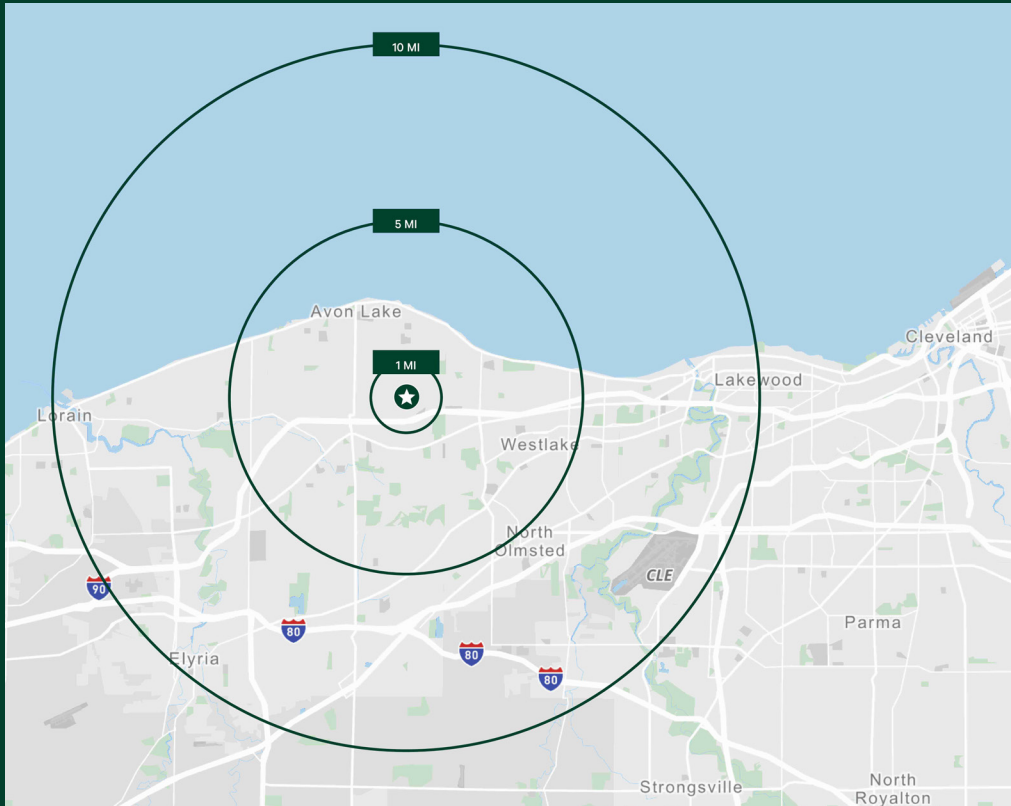 10 MI
5 MI
Avon Lake
Cleveland
1 MI
Lakewood
Lorain
Westlake
North
Olmsted
CLE
90
Parma
80
80
Elyria
80
Strongsville
North
Royalton